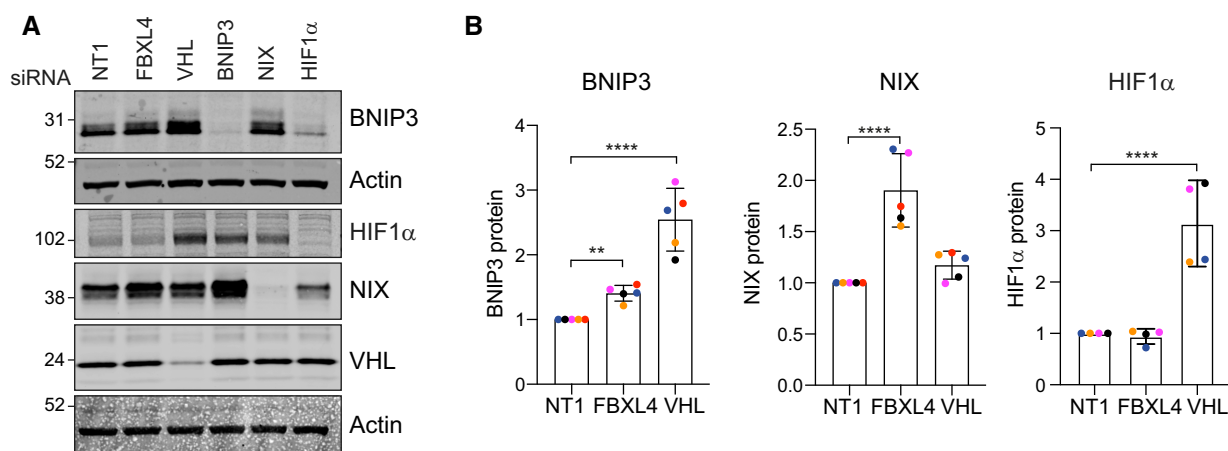 A
siRNA NT1 FBXL4 VHL BNIP3 NIX HIF1α
31 BNIP3
52 Actin
102 HIF1α
38 NIX
24 VHL
52 Actin
B
BNIP3
BNIP3 protein
4
3
2
1
0
**
****
NT1 FBXL4 VHL
NIX
NIX protein
2.5
2.0
1.5
1.0
0.5
0.0
****
NT1 FBXL4 VHL
HIF1α
HIF1α protein
5
4
3
2
1
0
****
NT1 FBXL4 VHL